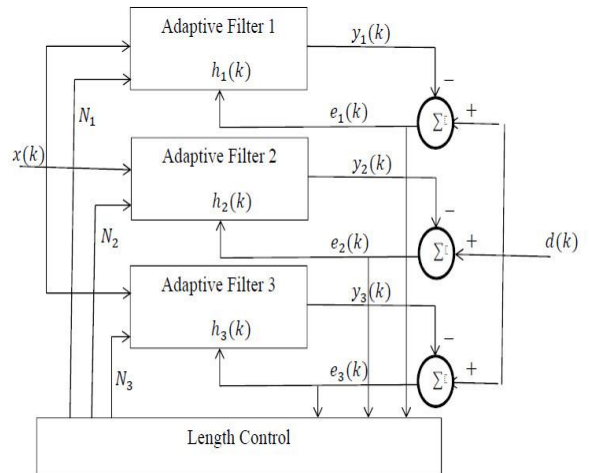 Adaptive Filter 1
y₁(k)
h₁(k)
−
N₁
e₁(k)
+
Σ
x(k)
Adaptive Filter 2
y₂(k)
h₂(k)
−
N₂
e₂(k)
+
d(k)
Σ
Adaptive Filter 3
y₃(k)
h₃(k)
−
N₃
e₃(k)
+
Σ
Length Control